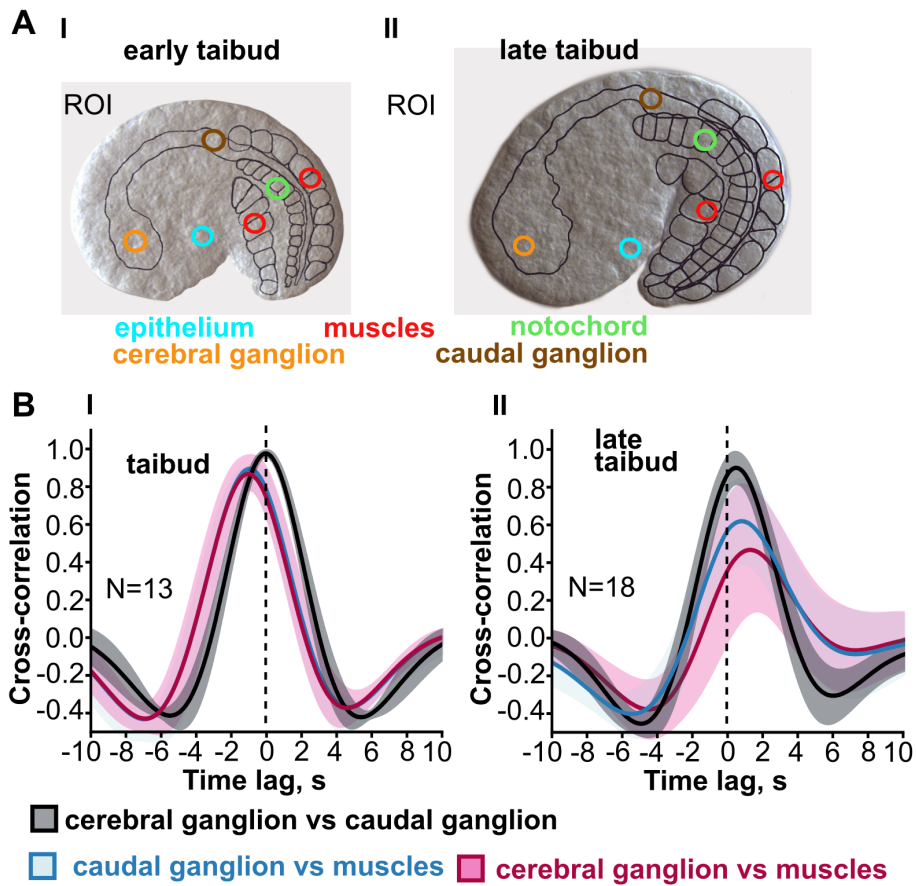 A I II
early taibud late taibud
ROI ROI
epithelium muscles notochord
cerebral ganglion caudal ganglion
B I II
Cross-correlation
1.0
0.8
0.6
0.4
0.2
0.0
-0.2
-0.4
taibud
N=13
-10 -8 -6 -4 -2 0 2 4 6 8 10
Time lag, s
Cross-correlation
1.0
0.8
0.6
0.4
0.2
0.0
-0.2
-0.4
late
taibud
N=18
-10 -8 -6 -4 -2 0 2 4 6 8 10
Time lag, s
cerebral ganglion vs caudal ganglion
caudal ganglion vs muscles cerebral ganglion vs muscles